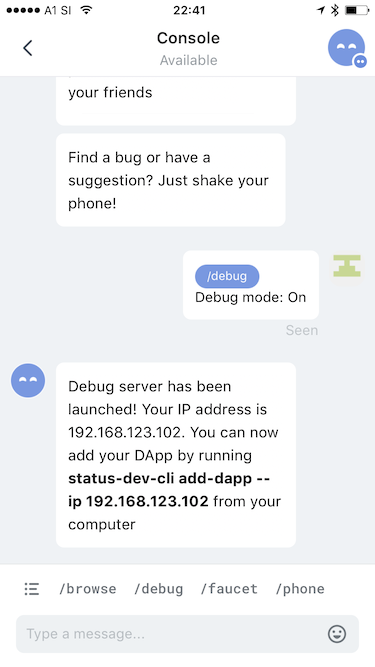 A1 SI 22:41
Console
Available
your friends
Find a bug or have a
suggestion? Just shake your
phone!
/debug
Debug mode: On
Seen
Debug server has been
launched! Your IP address is
192.168.123.102. You can now
add your DApp by running
status-dev-cli add-dapp --
ip 192.168.123.102 from your
computer
/browse /debug /faucet /phone
Type a message...